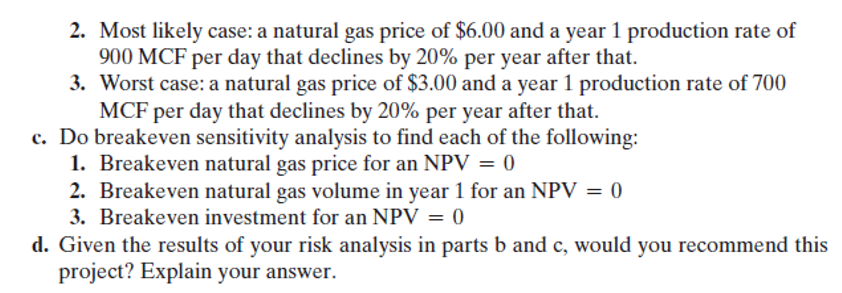 2. Most likely case: a natural gas price of $6.00 and a year 1 production rate of
900 MCF per day that declines by 20% per year after that.
3. Worst case: a natural gas price of $3.00 and a year 1 production rate of 700
MCF per day that declines by 20% per year after that.
c. Do breakeven sensitivity analysis to find each of the following:
1. Breakeven natural gas price for an NPV = 0
2. Breakeven natural gas volume in year 1 for an NPV = 0
3. Breakeven investment for an NPV = 0
d. Given the results of your risk analysis in parts b and c, would you recommend this
project? Explain your answer.